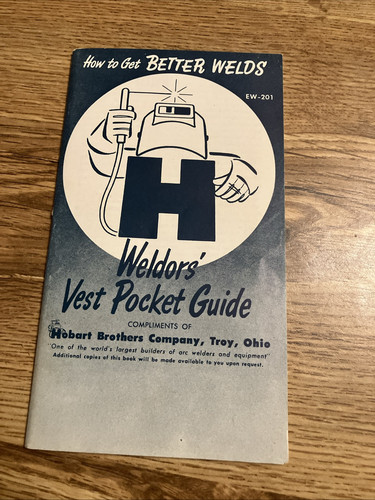 How to Get BETTER WELDS
EW-201
H
Weldors'
Vest Pocket Guide
COMPLIMENTS OF
Hobart Brothers Company, Troy, Ohio
"One of the world's largest builders of arc welders and equipment"
Additional copies of this book will be made available to you upon request.